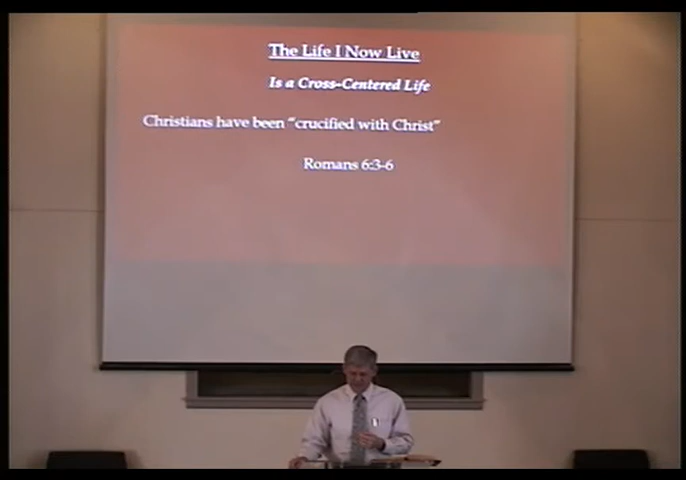 The Life I Now Live
Is a Cross-Centered Life
Christians have been "crucified with Christ"
Romans 6:3-6